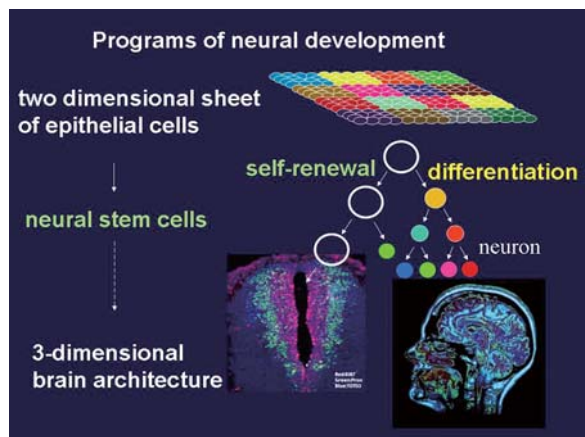 Programs of neural development
two dimensional sheet
of epithelial cells
self-renewal
differentiation
neural stem cells
neuron
3-dimensional
brain architecture